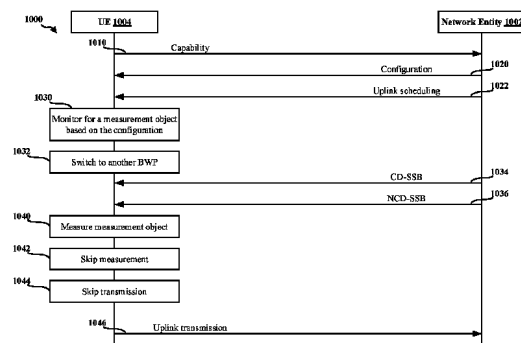 1000
UE 1004
Network Entity 1002
1010
Capability
1020
Configuration
1022
Uplink scheduling
1030
Monitor for a measurement object
based on the configuration
1032
Switch to another BWP
1034
CD-SSB
1036
NCD-SSB
1040
Measure measurement object
1042
Skip measurement
1044
Skip transmission
1046
Uplink transmission